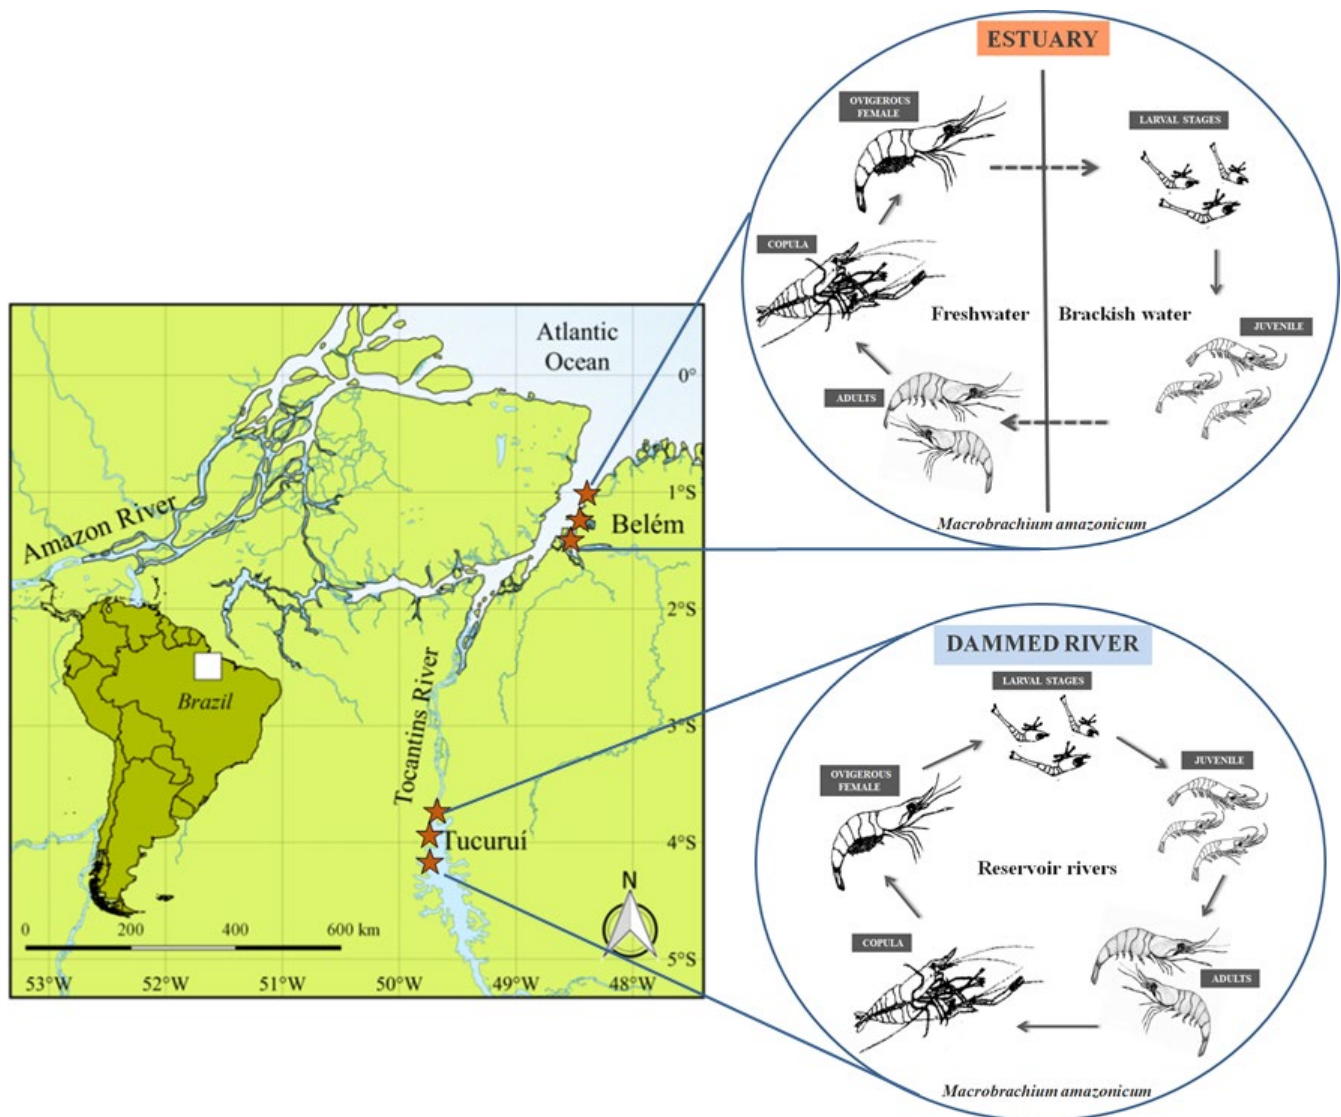 ESTUARY
OVIGEROUS
FEMALE
LARVAL STAGES
COPULA
Freshwater
Brackish water
JUVENILE
ADULTS
Macrobrachium amazonicum
Atlantic
Ocean
0°
1°S
Amazon River
Belém
2°S
Tocantins River
Brazil
3°S
Tucuruí
4°S
N
0
200
400
600 km
5°S
53°W
52°W
51°W
50°W
49°W
48°W
DAMMED RIVER
LARVAL STAGES
OVIGEROUS
FEMALE
JUVENILE
Reservoir rivers
COPULA
ADULTS
Macrobrachium amazonicum